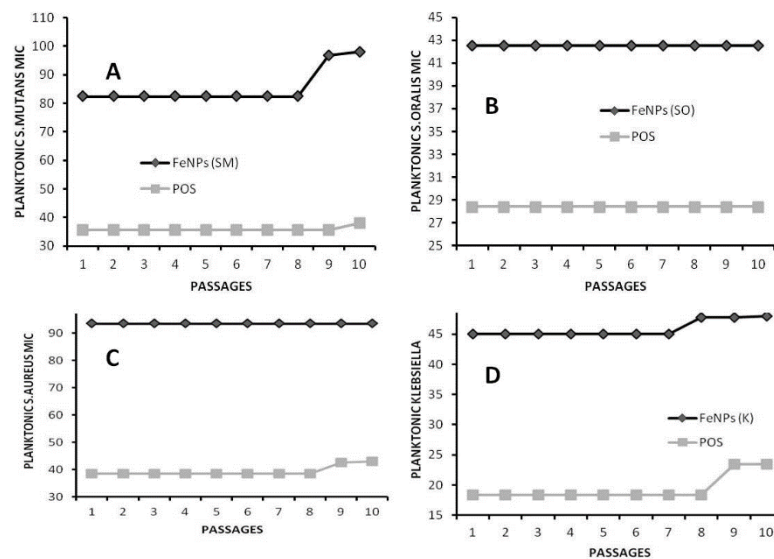 PLANKTONIC S.MUTANS MIC
100
90
80
70
60
50
40
30
A
FeNPs (SM)
POS
1 2 3 4 5 6 7 8 9 10
PASSAGES
PLANKTONIC S.ORALIS MIC
45
43
41
39
37
35
33
31
29
27
25
B
FeNPs (SO)
POS
1 2 3 4 5 6 7 8 9 10
PASSAGES
PLANKTONIC S.AUREUS MIC
90
80
70
60
50
40
30
C
1 2 3 4 5 6 7 8 9 10
PASSAGES
PLANKTONIC KLEBSIELLA
45
40
35
30
25
20
15
D
FeNPs (K)
POS
1 2 3 4 5 6 7 8 9 10
PASSAGES